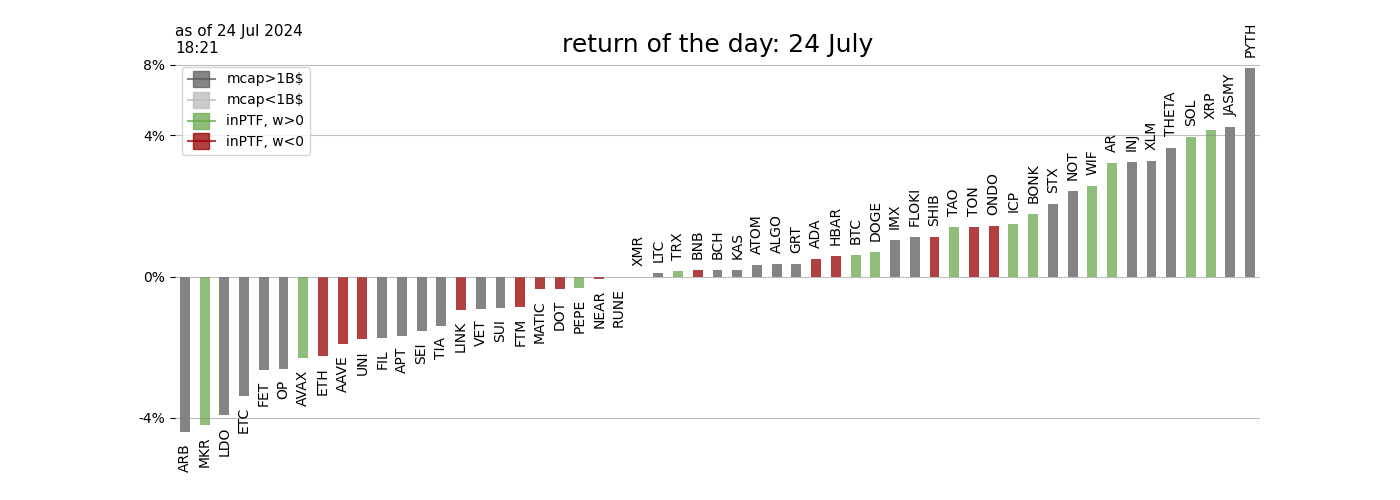 as of 24 Jul 2024
18:21
return of the day: 24 July
8%
4%
0%
-4%
mcap>1B$
mcap<1B$
inPTF, w>0
inPTF, w<0
ARB
MKR
LDO
ETC
FET
OP
AVAX
ETH
AAVE
UNI
FIL
APT
SEI
TIA
LINK
VET
SUI
FTM
MATIC
DOT
PEPE
NEAR
RUNE
XMR
LTC
TRX
BNB
BCH
KAS
ATOM
ALGO
GRT
ADA
HBAR
BTC
DOGE
IMX
FLOKI
SHIB
TAO
TON
ONDO
ICP
BONK
STX
NOT
WIF
AR
INJ
XLM
THETA
SOL
XRP
JASMY
PYTH